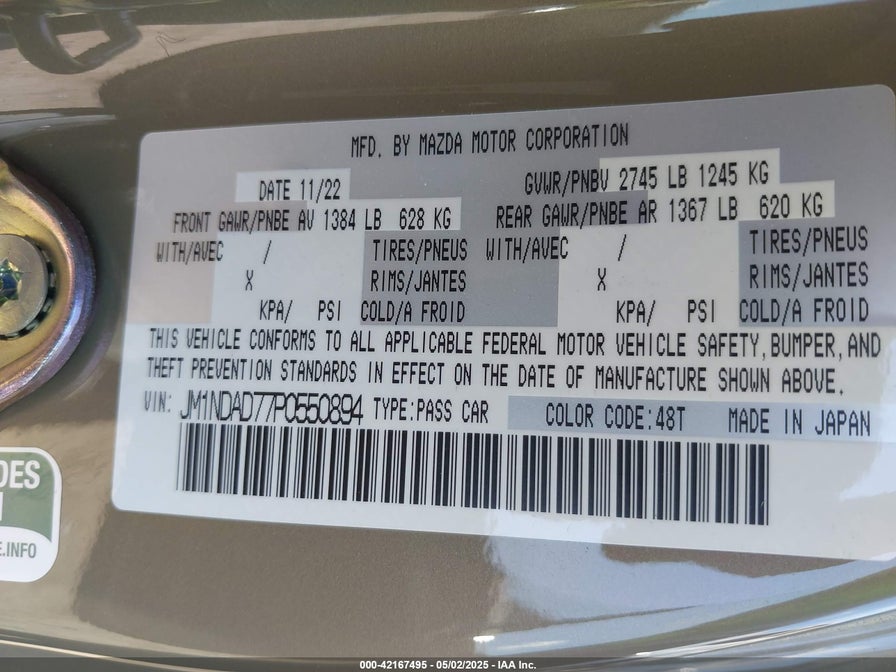 MFD. BY MAZDA MOTOR CORPORATION
DATE 11/22 GVWR/PNBV 2745 LB 1245 KG
FRONT GAWR/PNBE AV 1384 LB 628 KG REAR GAWR/PNBE AR 1367 LB 620 KG
WITH/AVEC / TIRES/PNEUS WITH/AVEC / TIRES/PNEUS
X RIMS/JANTES X RIMS/JANTES
KPA/ PSI COLD/A FROID KPA/ PSI COLD/A FROID
THIS VEHICLE CONFORMS TO ALL APPLICABLE FEDERAL MOTOR VEHICLE SAFETY, BUMPER, AND
THEFT PREVENTION STANDARDS IN EFFECT ON THE DATE OF MANUFACTURE SHOWN ABOVE.
VIN: JM1NDAD77P0550894 TYPE:PASS CAR COLOR CODE:48T MADE IN JAPAN
DES
E.INFO
000-42167495 - 05/02/2025 - IAA Inc.